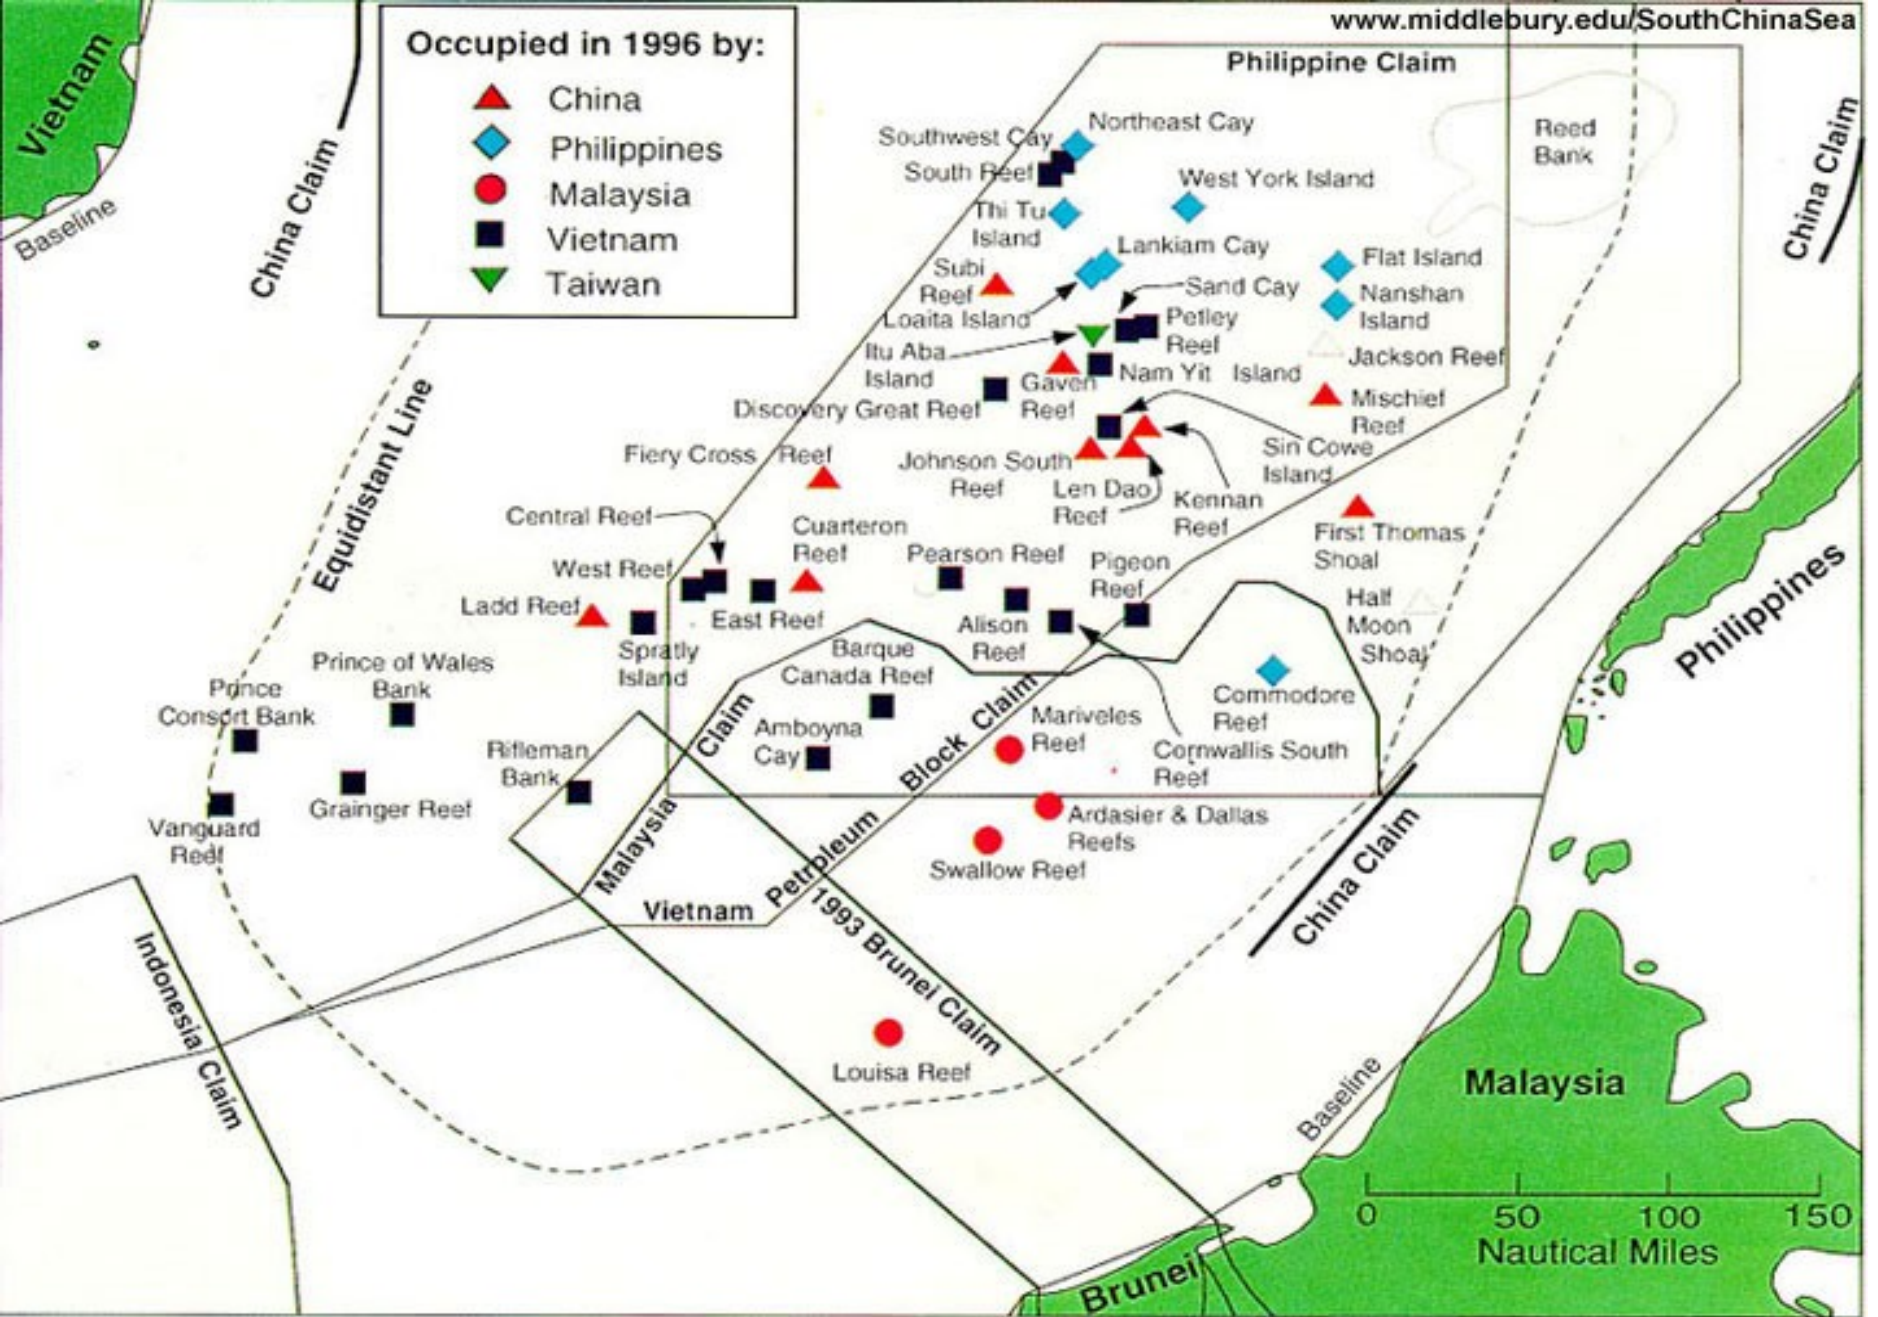 www.middlebury.edu/SouthChinaSea
Occupied in 1996 by:
China
Philippines
Malaysia
Vietnam
Taiwan
Vietnam
Baseline
China Claim
Equidistant Line
Philippine Claim
Reed
Bank
China Claim
Northeast Cay
Southwest Cay
South Reef
West York Island
Thi Tu
Island
Lankiam Cay
Flat Island
Subi
Reef
Sand Cay
Nanshan
Island
Loaita Island
Petley
Reef
Itu Aba
Island
Jackson Reef
Gaven
Reef
Nam Yit Island
Discovery Great Reef
Mischief
Reef
Fiery Cross Reef
Johnson South
Reef
Sin Cowe
Island
Len Dao
Reef
Kennan
Reef
Central Reef
Cuarteron
Reef
First Thomas
Shoal
West Reef
Pearson Reef
Pigeon
Reef
Ladd Reef
East Reef
Alison
Reef
Half
Moon
Shoal
Spratly
Island
Barque
Canada Reef
Prince of Wales
Bank
Prince
Consort Bank
Commodore
Reef
Mariveles
Reef
Amboyna
Cay
Cornwallis South
Reef
Rifleman
Bank
Grainger Reef
Vanguard
Reef
Ardasier & Dallas
Reefs
Swallow Reef
Malaysia Claim
Vietnam Petroleum Block Claim
1993 Brunei Claim
China Claim
Philippines
Indonesia Claim
Louisa Reef
Baseline
Malaysia
0 50 100 150
Nautical Miles
Brunei